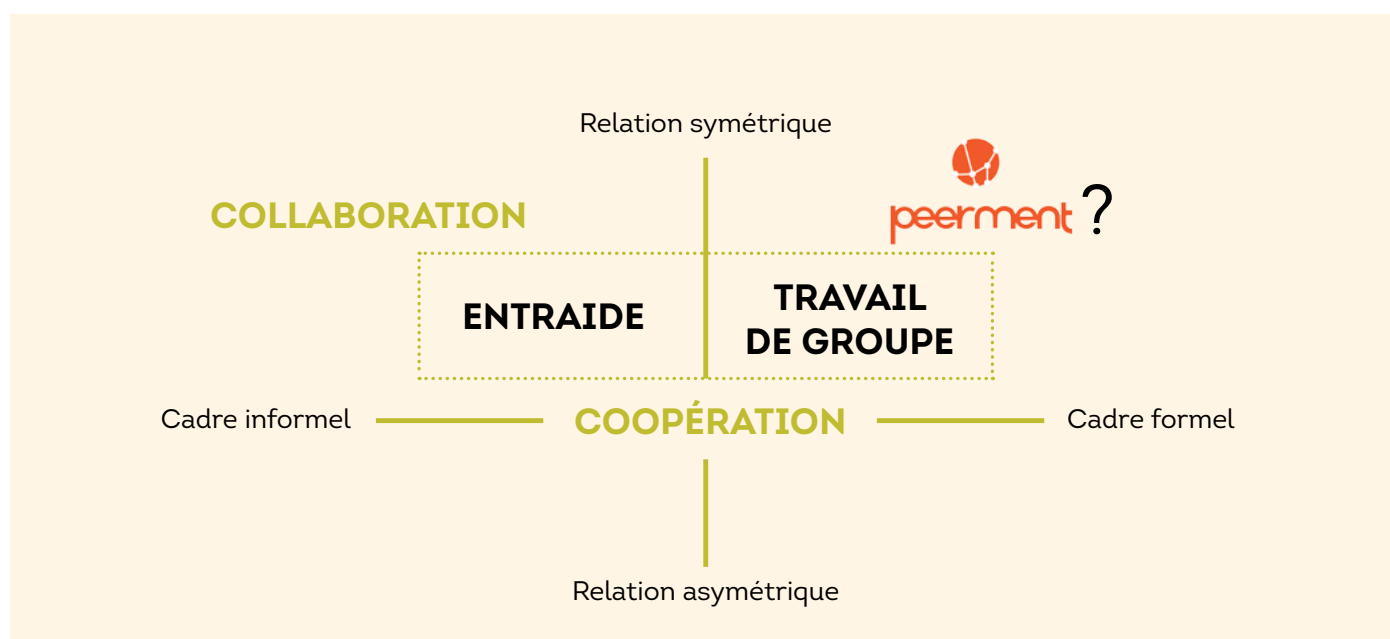 Relation symétrique
COLLABORATION
peerment ?
ENTRAIDE
TRAVAIL
DE GROUPE
Cadre informel
COOPÉRATION
Cadre formel
Relation asymétrique